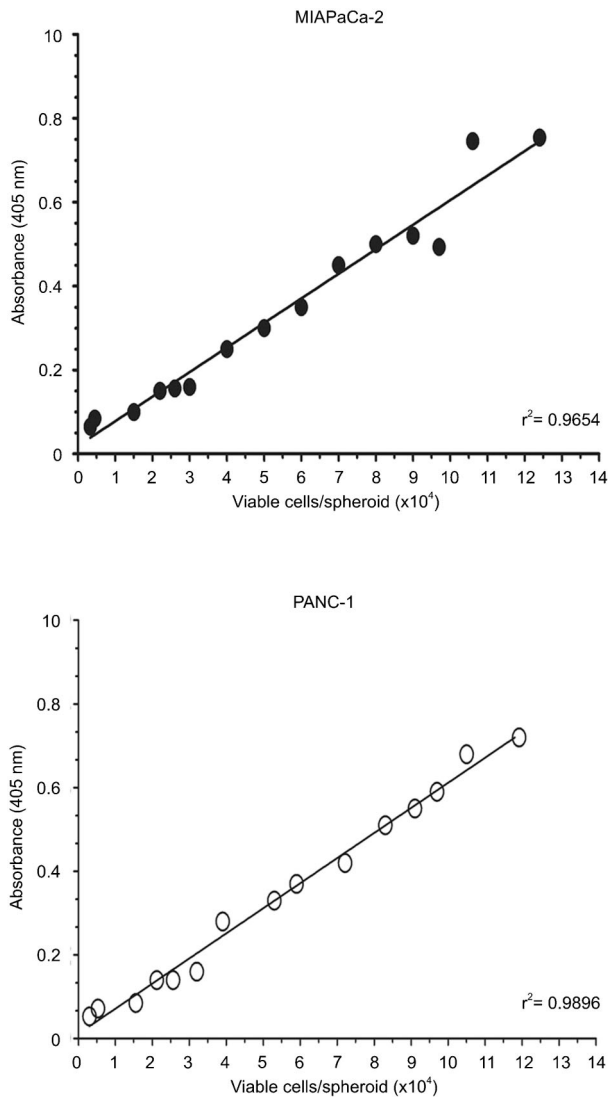 MIAPaCa-2
10
0.8
0.6
0.4
0.2
0
Absorbance (405 nm)
r²= 0.9654
0 1 2 3 4 5 6 7 8 9 10 11 12 13 14
Viable cells/spheroid (x10⁴)
PANC-1
10
0.8
0.6
0.4
0.2
0
Absorbance (405 nm)
r²= 0.9896
0 1 2 3 4 5 6 7 8 9 10 11 12 13 14
Viable cells/spheroid (x10⁴)